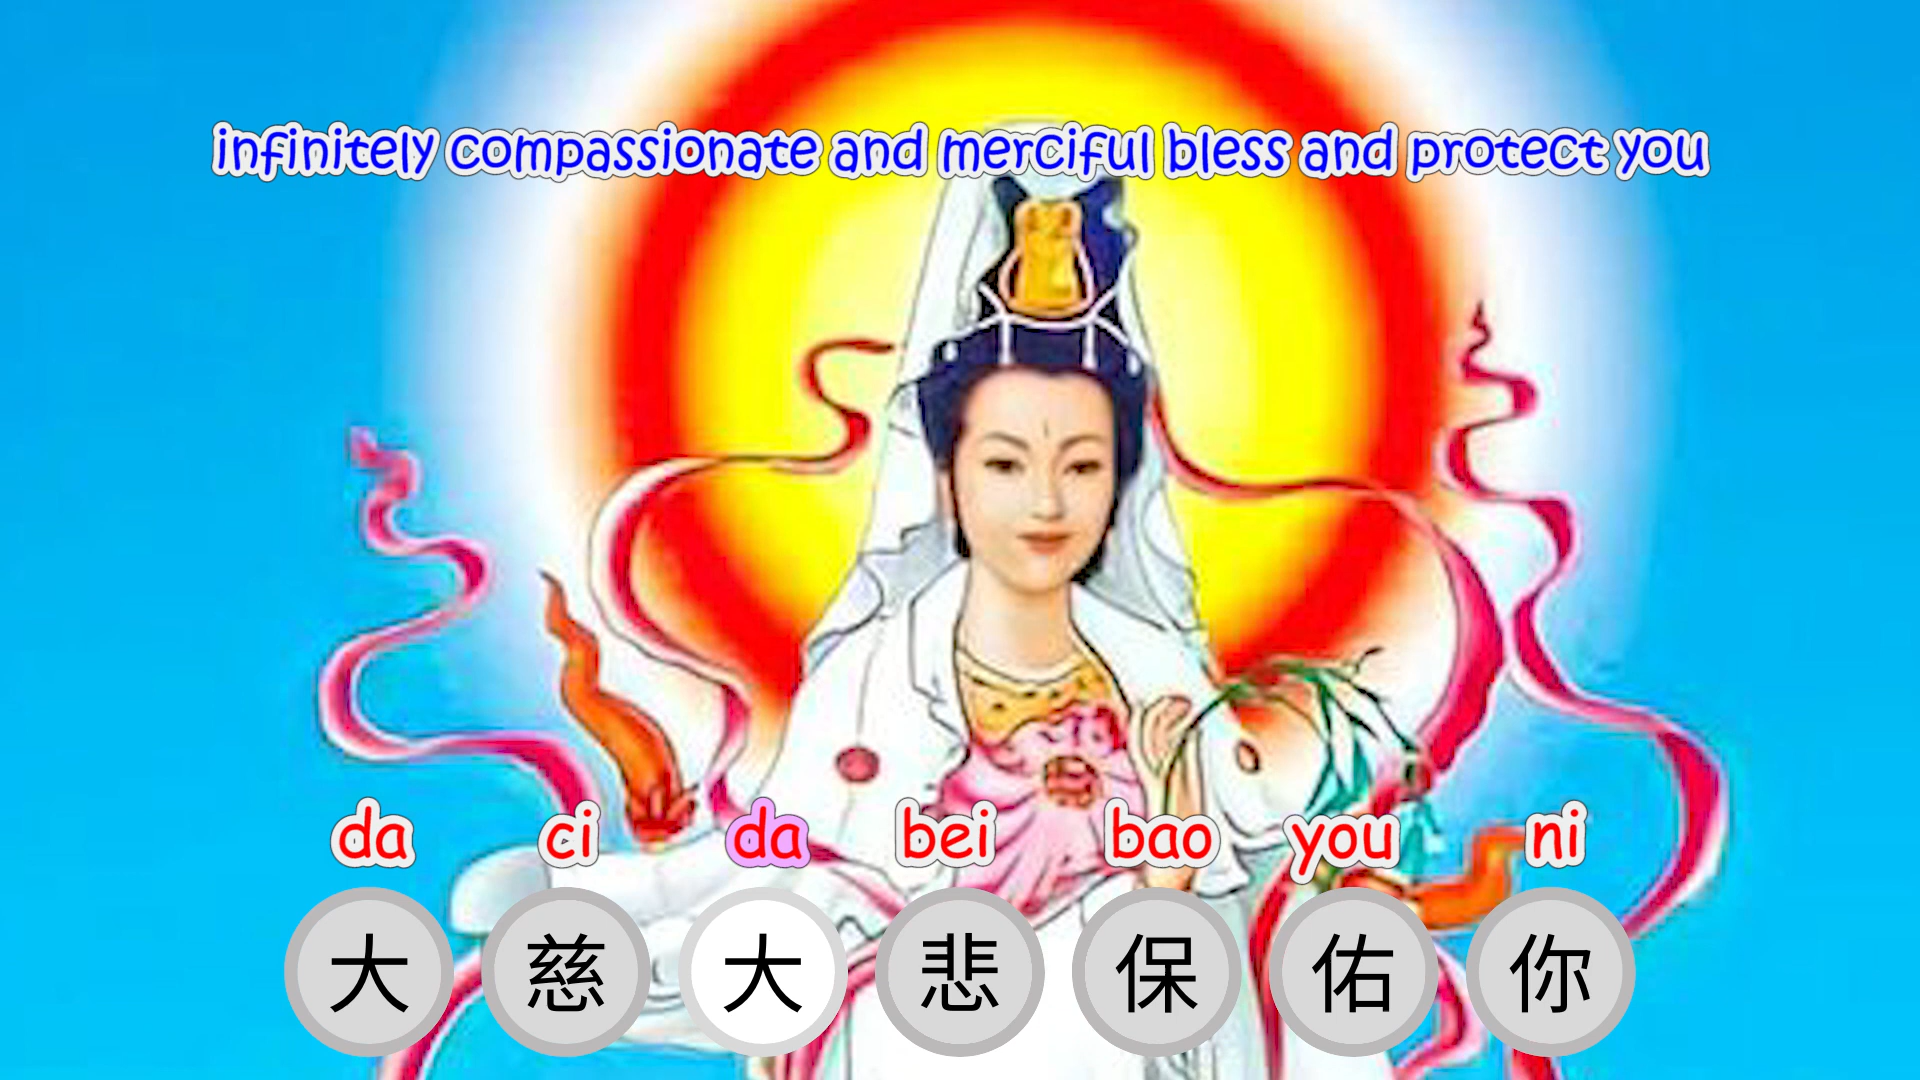 infinitely compassionate and merciful bless and protect you
da ci da bei bao you ni
大 慈 大 悲 保 佑 你